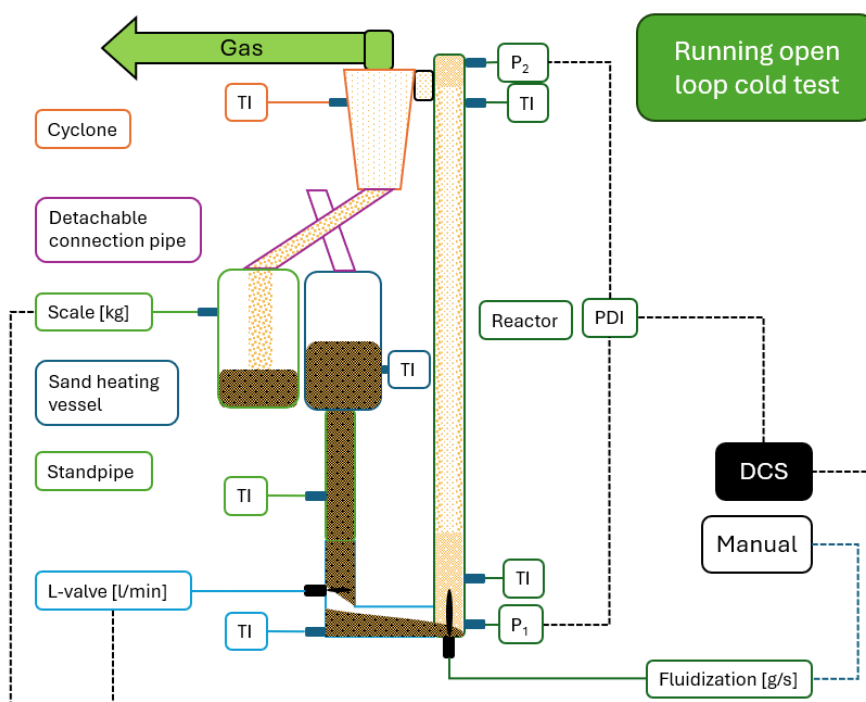 Gas
Running open
loop cold test
P₂
TI
TI
Cyclone
Detachable
connection pipe
Scale [kg]
Reactor
PDI
Sand heating
vessel
TI
Standpipe
DCS
TI
Manual
L-valve [l/min]
TI
TI
P₁
Fluidization [g/s]